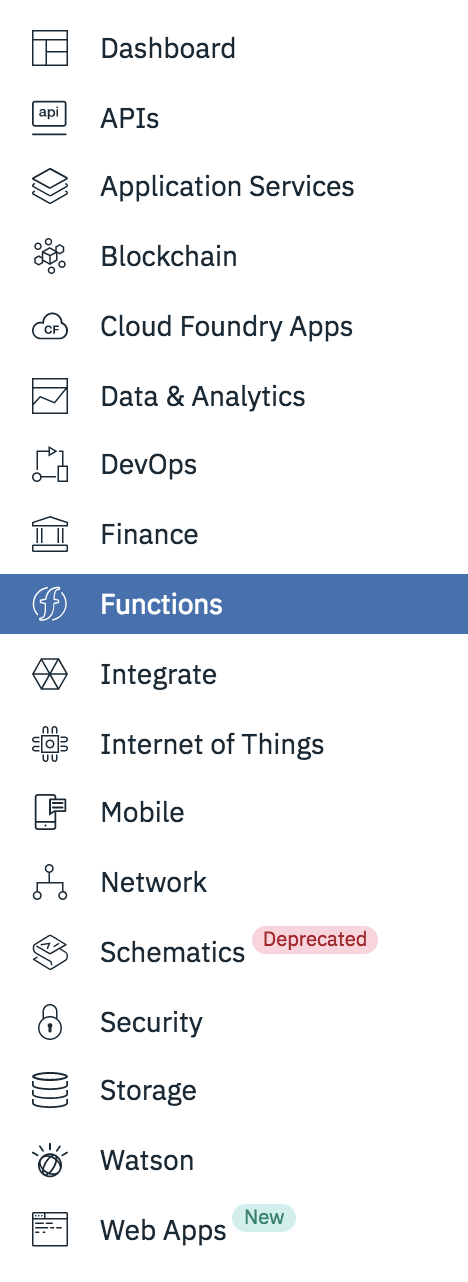 Dashboard
api
APIs
Application Services
Blockchain
CF
Cloud Foundry Apps
Data & Analytics
DevOps
Finance
Functions
Integrate
Internet of Things
Mobile
Network
Schematics Deprecated
Security
Storage
Watson
Web Apps New